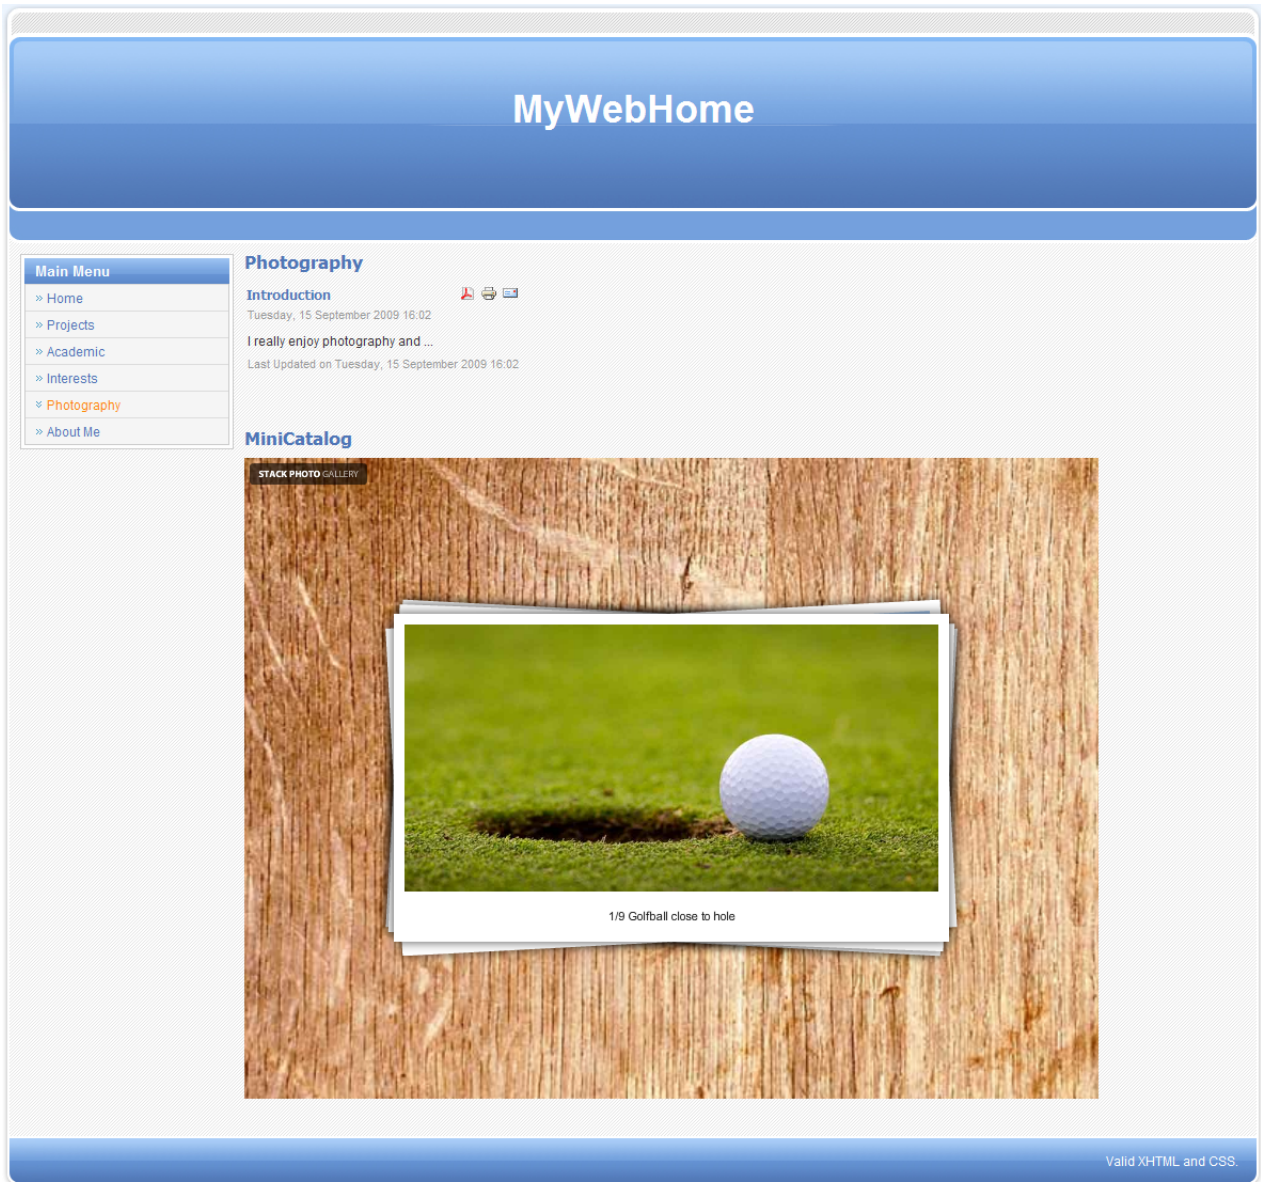 MyWebHome
Main Menu
» Home
» Projects
» Academic
» Interests
Photography
» About Me
Photography
Introduction
Tuesday, 15 September 2009 16:02
I really enjoy photography and ...
Last Updated on Tuesday, 15 September 2009 16:02
MiniCatalog
STACK PHOTO GALLERY
1/9 Golfball close to hole
Valid XHTML and CSS.